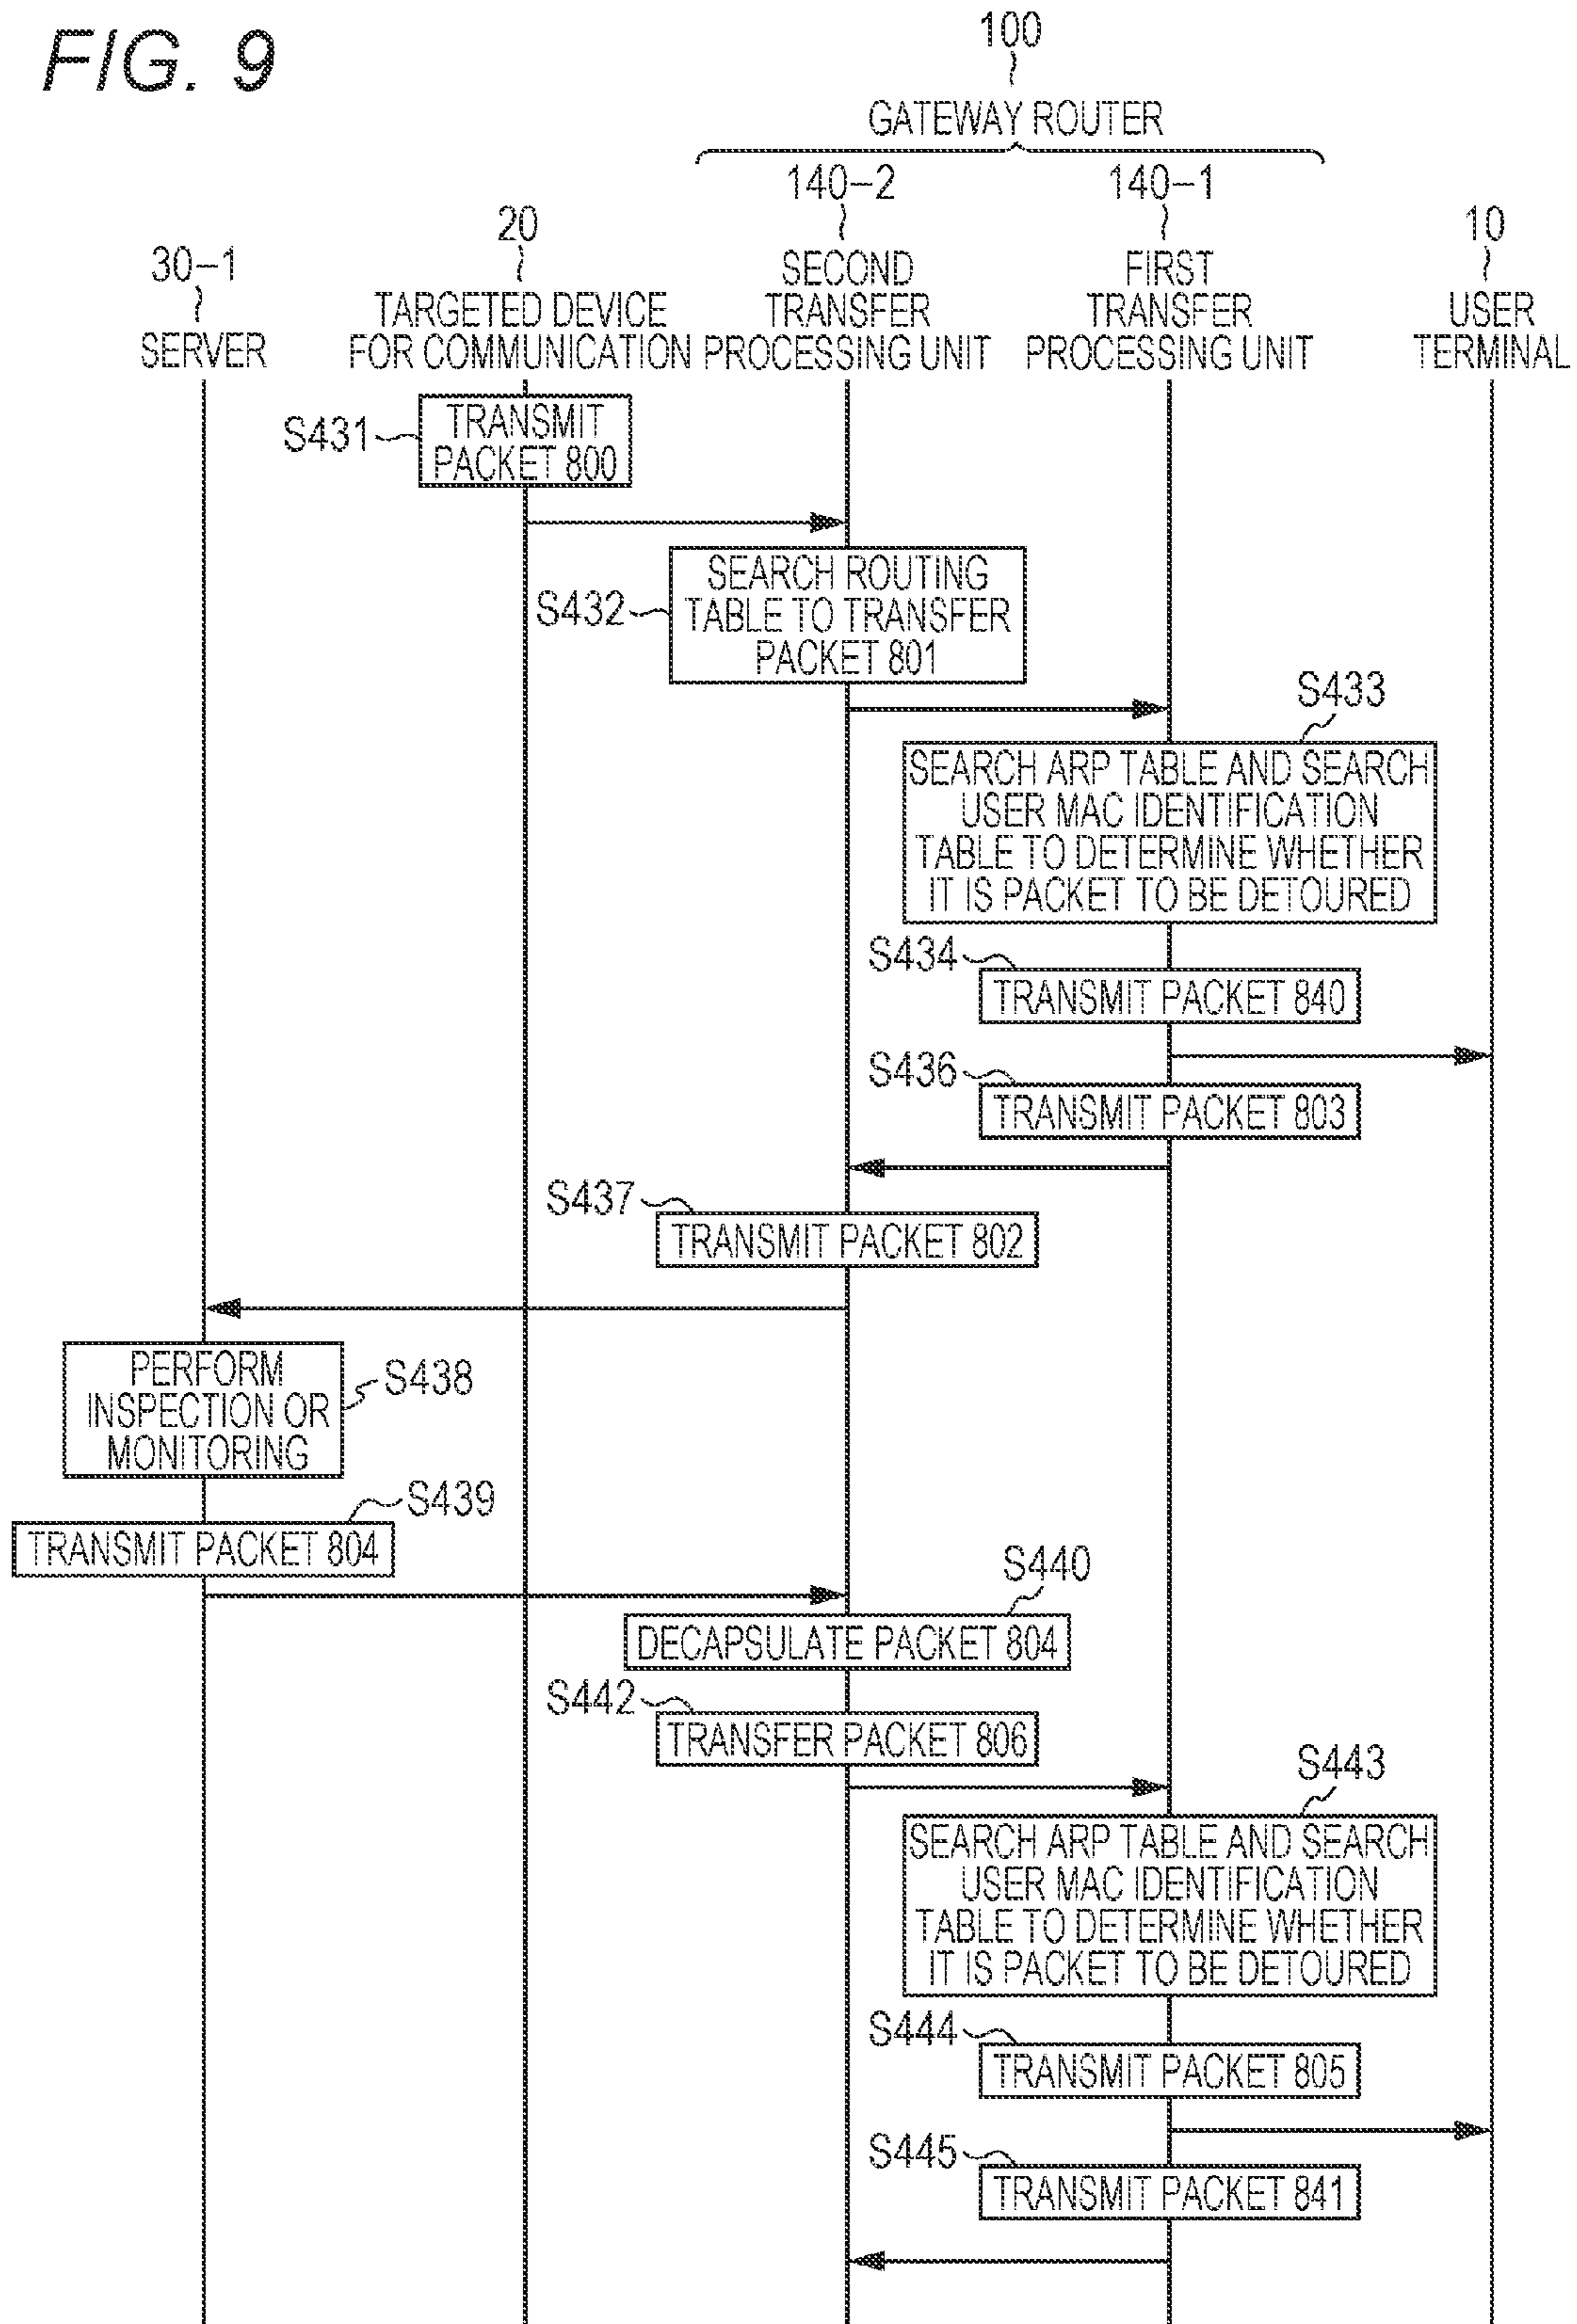 FIG. 9
100
GATEWAY ROUTER
140-2
140-1
20
10
30-1
SECOND
TRANSFER
PROCESSING UNIT
FIRST
TRANSFER
PROCESSING UNIT
TARGETED DEVICE
FOR COMMUNICATION
USER
TERMINAL
SERVER
S431
TRANSMIT
PACKET 800
S432
SEARCH ROUTING
TABLE TO TRANSFER
PACKET 801
S433
SEARCH ARP TABLE AND SEARCH
USER MAC IDENTIFICATION
TABLE TO DETERMINE WHETHER
IT IS PACKET TO BE DETOURED
S434
TRANSMIT PACKET 840
S436
TRANSMIT PACKET 803
S437
TRANSMIT PACKET 802
PERFORM
INSPECTION OR
MONITORING
S438
S439
TRANSMIT PACKET 804
S440
DECAPSULATE PACKET 804
S442
TRANSFER PACKET 806
S443
SEARCH ARP TABLE AND SEARCH
USER MAC IDENTIFICATION
TABLE TO DETERMINE WHETHER
IT IS PACKET TO BE DETOURED
S444
TRANSMIT PACKET 805
S445
TRANSMIT PACKET 841